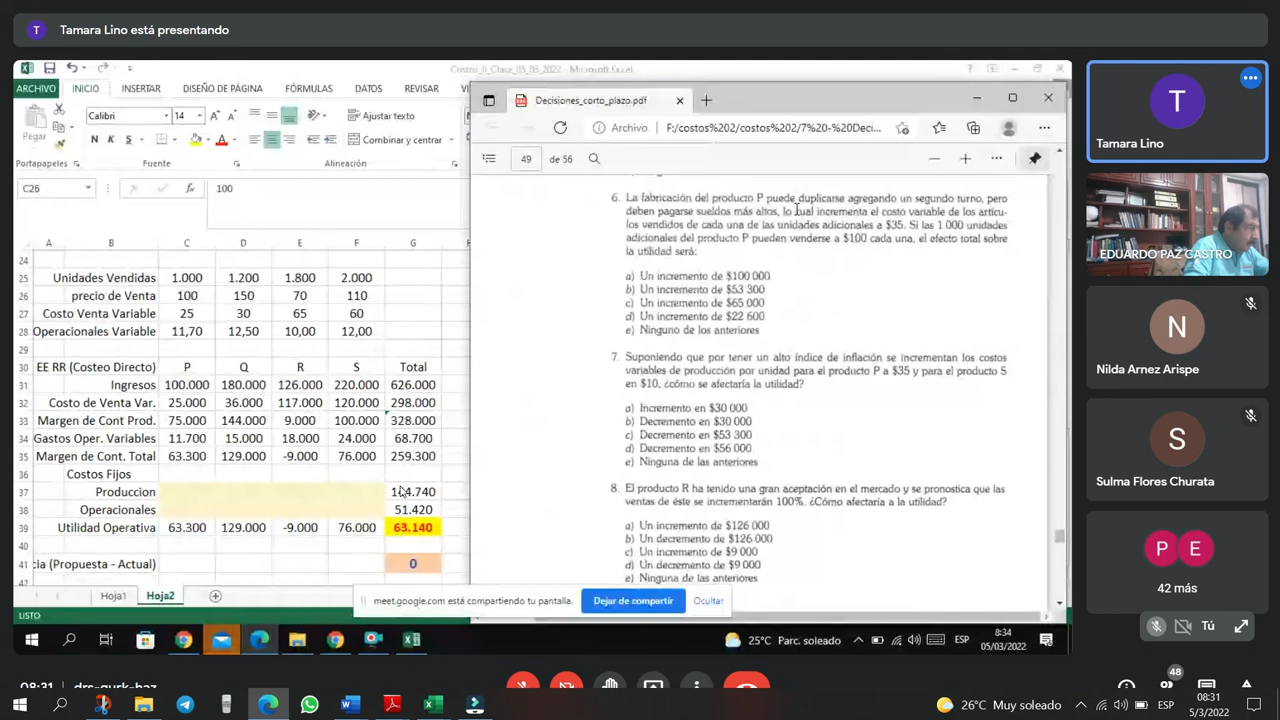 T Tamara Lino está presentando
Costos_II_Clase_05_03_2022 - Microsoft Excel
ARCHIVO INICIO INSERTAR DISEÑO DE PÁGINA FÓRMULAS DATOS REVISAR
Calibri 14 Ajustar texto
Pegar N K S Combinar y centrar
Portapapeles Fuente Alineación
C26 100
A B C D E F G
24
25 Unidades Vendidas 1.000 1.200 1.800 2.000
26 precio de Venta 100 150 70 110
27 Costo Venta Variable 25 30 65 60
28 Operacionales Variable 11,70 12,50 10,00 12,00
29
30 EE RR (Costeo Directo) P Q R S Total
31 Ingresos 100.000 180.000 126.000 220.000 626.000
32 Costo de Venta Var. 25.000 36.000 117.000 120.000 298.000
33 Margen de Cont Prod. 75.000 144.000 9.000 100.000 328.000
34 Gastos Oper. Variables 11.700 15.000 18.000 24.000 68.700
35 Margen de Cont. Total 63.300 129.000 -9.000 76.000 259.300
36 Costos Fijos
37 Produccion 144.740
38 Operacionales 51.420
39 Utilidad Operativa 63.300 129.000 -9.000 76.000 63.140
40
41 cia (Propuesta - Actual) 0
42
Hoja1 Hoja2
LISTO
Decisiones_corto_plazo.pdf
Archivo F:/costos%202/costos%202/7%20-%20Deci...
49 de 56
6. La fabricación del producto P puede duplicarse agregando un segundo turno, pero
deben pagarse sueldos más altos, lo cual incrementa el costo variable de los artícu-
los vendidos de cada una de las unidades adicionales a $35. Si las 1 000 unidades
adicionales del producto P pueden venderse a $100 cada una, el efecto total sobre
la utilidad será:
a) Un incremento de $100 000
b) Un incremento de $53 300
c) Un incremento de $65 000
d) Un incremento de $22 600
e) Ninguno de los anteriores
7. Suponiendo que por tener un alto índice de inflación se incrementan los costos
variables de producción por unidad para el producto P a $35 y para el producto S
en $10, ¿cómo se afectaría la utilidad?
a) Incremento en $30 000
b) Decremento en $30 000
c) Decremento en $53 300
d) Decremento en $56 000
e) Ninguna de las anteriores
8. El producto R ha tenido una gran aceptación en el mercado y se pronostica que las
ventas de éste se incrementarán 100%. ¿Cómo afectaría a la utilidad?
a) Un incremento de $126 000
b) Un decremento de $126 000
c) Un incremento de $9 000
d) Un decremento de $9 000
e) Ninguna de las anteriores
meet.google.com está compartiendo tu pantalla. Dejar de compartir Ocultar
25°C Parc. soleado ESP 8:34
05/03/2022
T
Tamara Lino
EDUARDO PAZ CASTRO
N
Nilda Arnez Arispe
S
Sulma Flores Churata
P E
42 más
Tú
08:31 drs-gurk-baz
48
26°C Muy soleado ESP 08:31
5/3/2022